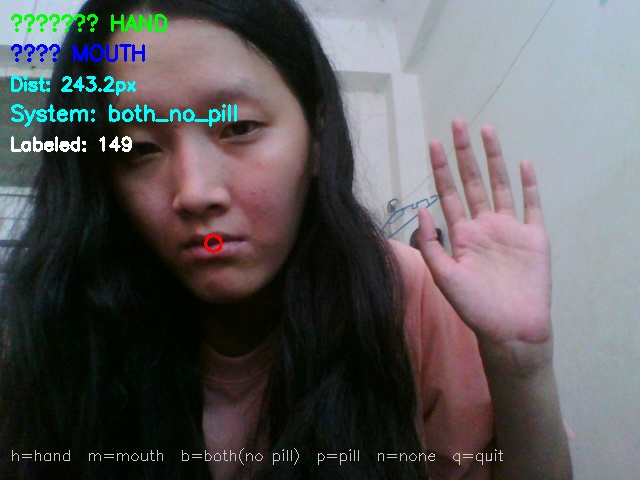 ??????? HAND
???? MOUTH
Dist: 243.2px
System: both_no_pill
Labeled: 149
h=hand m=mouth b=both(no pill) p=pill n=none q=quit